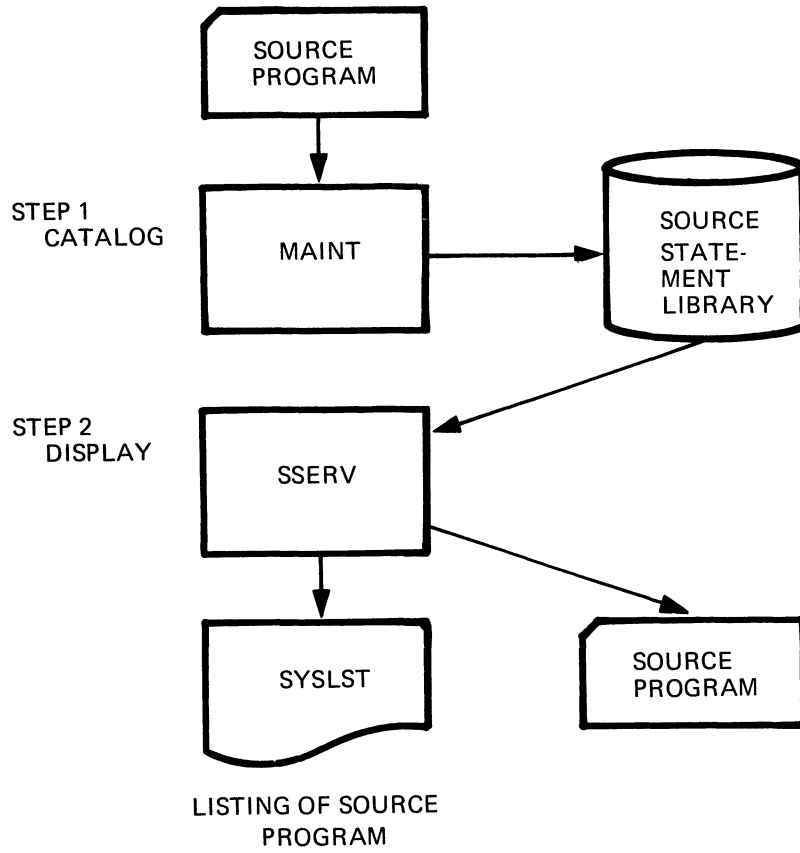 SOURCE
PROGRAM
STEP 1
CATALOG
MAINT
SOURCE
STATE-
MENT
LIBRARY
STEP 2
DISPLAY
SSERV
SYSLST
SOURCE
PROGRAM
LISTING OF SOURCE
PROGRAM